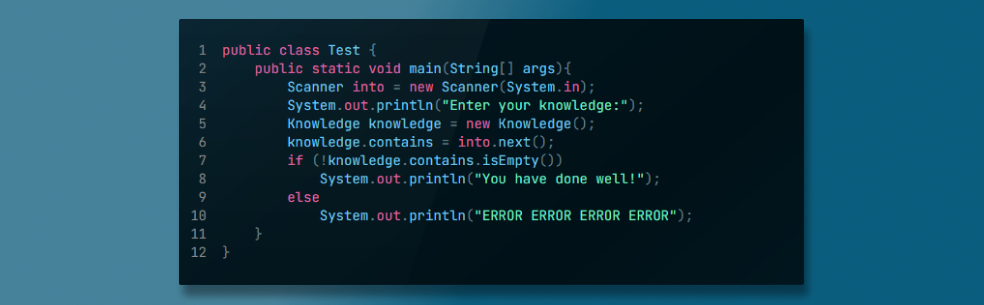 1 public class Test {
2     public static void main(String[] args){
3         Scanner into = new Scanner(System.in);
4         System.out.println("Enter your knowledge:");
5         Knowledge knowledge = new Knowledge();
6         knowledge.contains = into.next();
7         if (!knowledge.contains.isEmpty())
8             System.out.println("You have done well!");
9         else
10             System.out.println("ERROR ERROR ERROR ERROR");
11     }
12 }